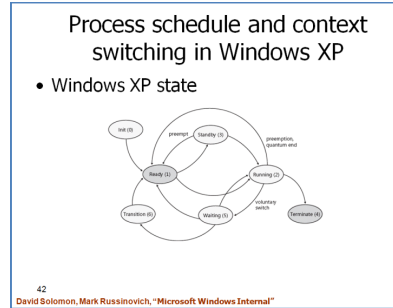 Process schedule and context
switching in Windows XP
• Windows XP state
Init (0)
preempt
Standby (3)
preemption,
quantum end
Ready (1)
Running (2)
voluntary
switch
Transition (6)
Waiting (5)
Terminate (4)
42
David Solomon, Mark Russinovich, "Microsoft Windows Internal"